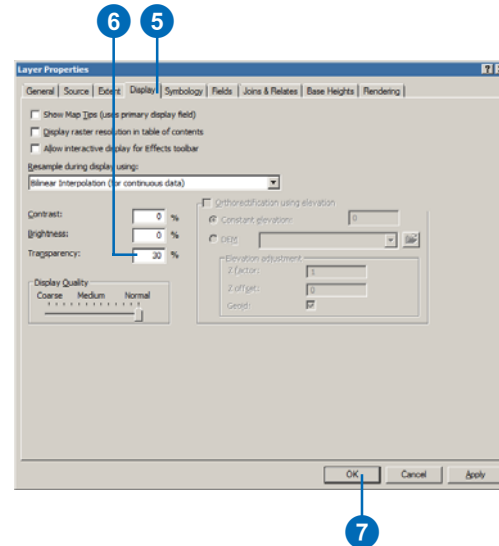 6 5
Layer Properties
General Source Extent Display Symbology Fields Joins & Relates Base Heights Rendering
Show Map Tips (uses primary display field)
Display raster resolution in table of contents
Allow interactive display for Effects toolbar
Resample during display using:
Bilinear Interpolation (for continuous data)
Orthorectification using elevation
Contrast: 0 %
Constant elevation: 0
Brightness: 0 %
DEM
Transparency: 30 %
Elevation adjustment
Z factor: 1
Display Quality
Z offset: 0
Coarse Medium Normal
Geoid:
OK Cancel Apply
7